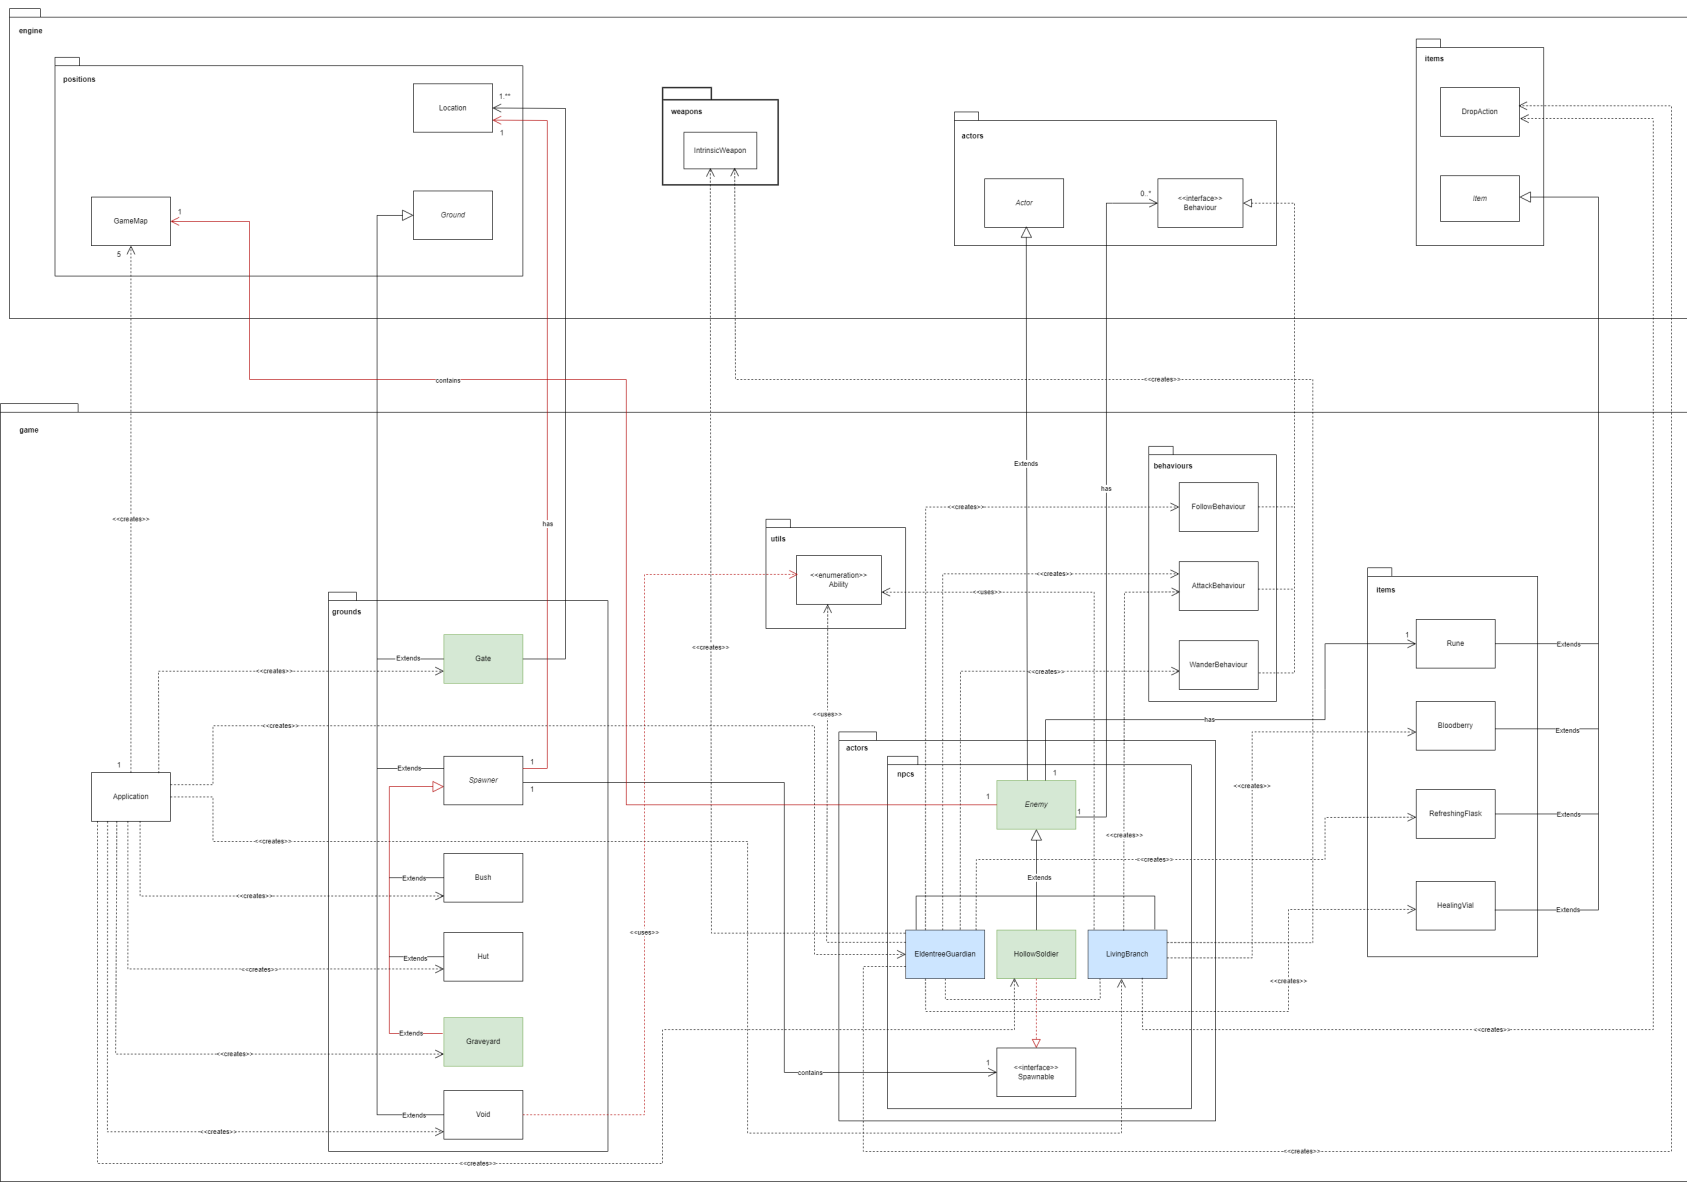 engine
positions
items
Location
1.**
1
DropAction
weapons
IntrinsicWeapon
actors
Actor
0..*
<<interface>>
Behaviour
Item
GameMap
1
5
Ground
contains
<<creates>>
game
Extends
has
behaviours
FollowBehaviour
<<creates>>
<<creates>>
has
utils
<<enumeration>>
Ability
<<creates>>
AttackBehaviour
<<uses>>
items
grounds
Rune
1
Extends
Gate
Extends
<<creates>>
<<creates>>
WanderBehaviour
<<creates>>
<<uses>>
has
<<creates>>
Bloodberry
Extends
actors
npcs
Application
1
Spawner
Extends
1
1
Enemy
1
1
1
<<creates>>
RefreshingFlask
Extends
<<creates>>
<<creates>>
<<creates>>
Bush
Extends
<<creates>>
Extends
HealingVial
Extends
<<uses>>
Hut
Extends
<<creates>>
EldentreeGuardian
HollowSoldier
LivingBranch
<<creates>>
Graveyard
Extends
<<creates>>
<<creates>>
<<interface>>
Spawnable
1
contains
Void
Extends
<<creates>>
<<creates>>
<<creates>>